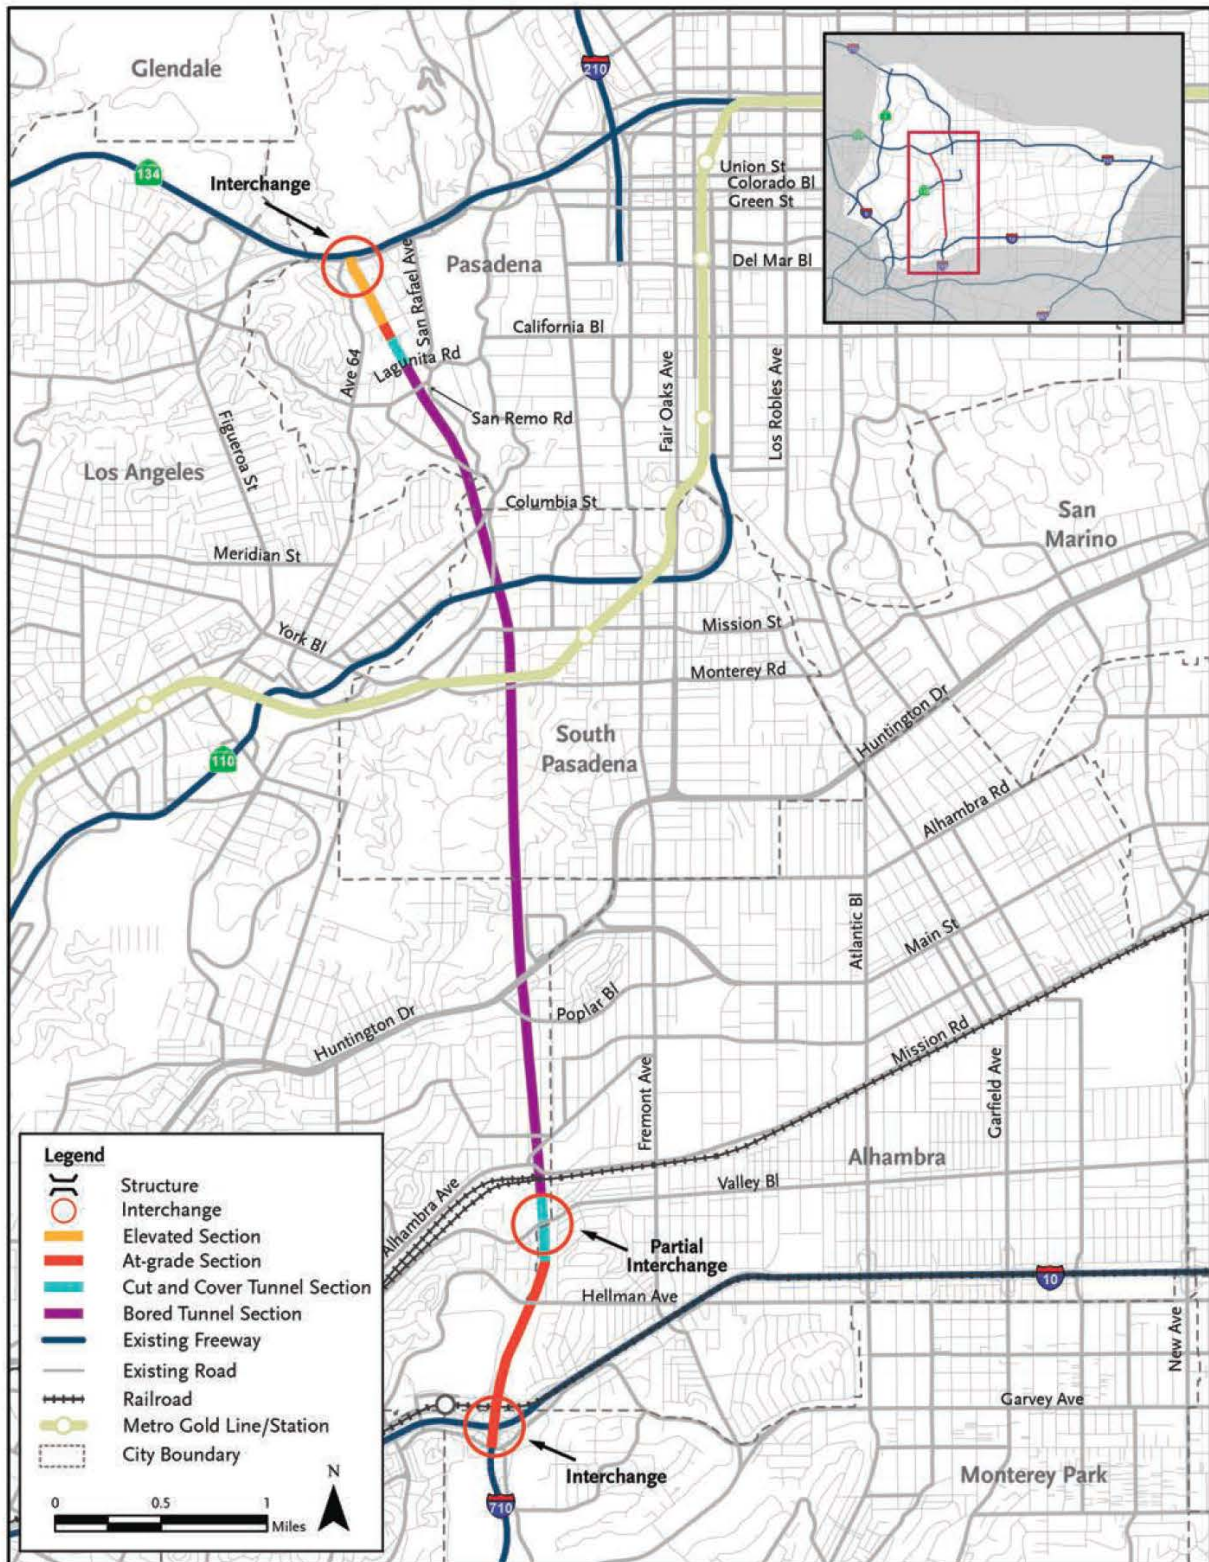 Glendale
210
134
Interchange
Union St
Colorado Bl
Green St
Pasadena
San Rafael Ave
Del Mar Bl
California Bl
Ave 64
Lagunita Rd
Fair Oaks Ave
Los Robles Ave
San Remo Rd
Figueroa St
Los Angeles
Columbia St
San
Marino
Meridian St
York Bl
Mission St
Monterey Rd
Huntington Dr
South
Pasadena
110
Alhambra Rd
Atlantic Bl
Main St
Poplar Bl
Huntington Dr
Mission Rd
Fremont Ave
Garfield Ave
Alhambra
Valley Bl
Alhambra Ave
Partial
Interchange
10
Hellman Ave
New Ave
Garvey Ave
Interchange
Monterey Park
710
Legend
Structure
Interchange
Elevated Section
At-grade Section
Cut and Cover Tunnel Section
Bored Tunnel Section
Existing Freeway
Existing Road
Railroad
Metro Gold Line/Station
City Boundary
N
0 0.5 1
Miles